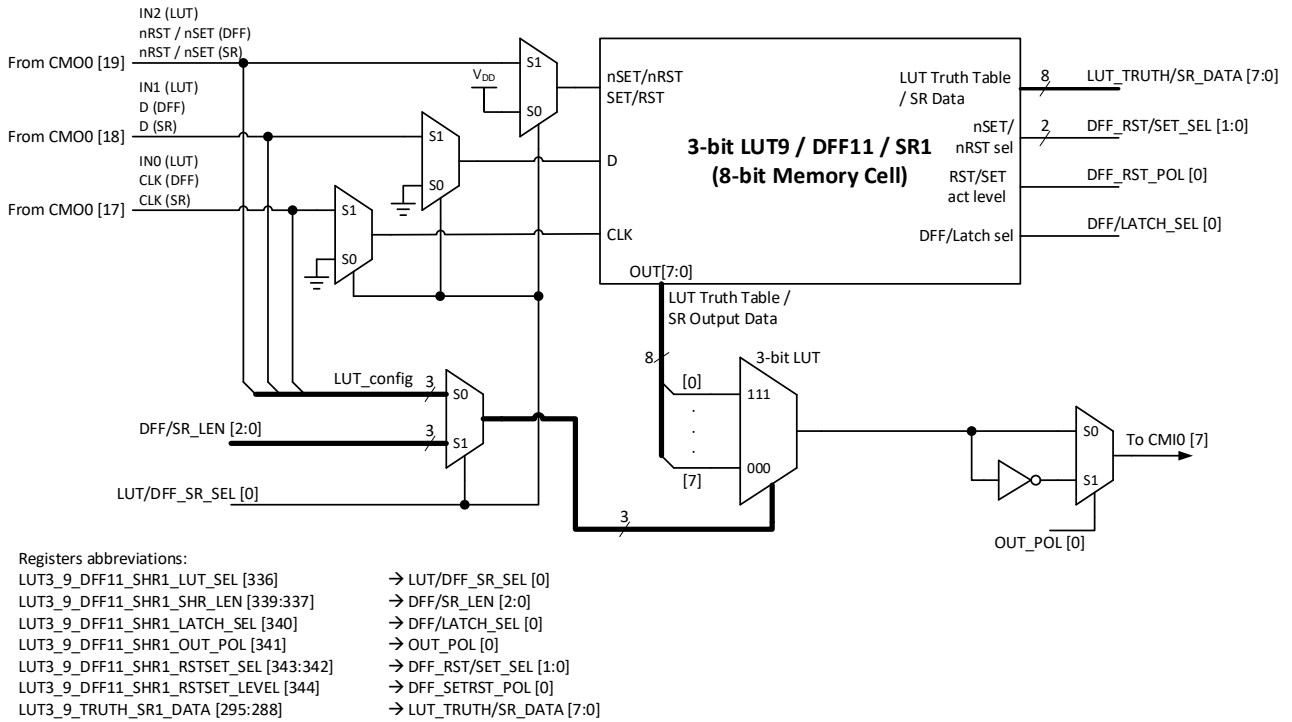 IN2 (LUT)
nRST / nSET (DFF)
nRST / nSET (SR)
From CMO0 [19]
IN1 (LUT)
D (DFF)
D (SR)
From CMO0 [18]
IN0 (LUT)
CLK (DFF)
CLK (SR)
From CMO0 [17]
S1
VDD
S0
S1
S0
S1
S0
nSET/nRST
SET/RST
D
CLK
3-bit LUT9 / DFF11 / SR1
(8-bit Memory Cell)
LUT Truth Table
/ SR Data
nSET/
nRST sel
RST/SET
act level
DFF/Latch sel
OUT[7:0]
8
LUT_TRUTH/SR_DATA [7:0]
2
DFF_RST/SET_SEL [1:0]
DFF_RST_POL [0]
DFF/LATCH_SEL [0]
LUT Truth Table /
SR Output Data
8
3-bit LUT
[0]
111
.
.
.
000
[7]
LUT_config
3
S0
DFF/SR_LEN [2:0]
3
S1
LUT/DFF_SR_SEL [0]
3
S0
S1
To CMI0 [7]
OUT_POL [0]
Registers abbreviations:
LUT3_9_DFF11_SHR1_LUT_SEL [336] → LUT/DFF_SR_SEL [0]
LUT3_9_DFF11_SHR1_SHR_LEN [339:337] → DFF/SR_LEN [2:0]
LUT3_9_DFF11_SHR1_LATCH_SEL [340] → DFF/LATCH_SEL [0]
LUT3_9_DFF11_SHR1_OUT_POL [341] → OUT_POL [0]
LUT3_9_DFF11_SHR1_RSTSET_SEL [343:342] → DFF_RST/SET_SEL [1:0]
LUT3_9_DFF11_SHR1_RSTSET_LEVEL [344] → DFF_SETRST_POL [0]
LUT3_9_TRUTH_SR1_DATA [295:288] → LUT_TRUTH/SR_DATA [7:0]